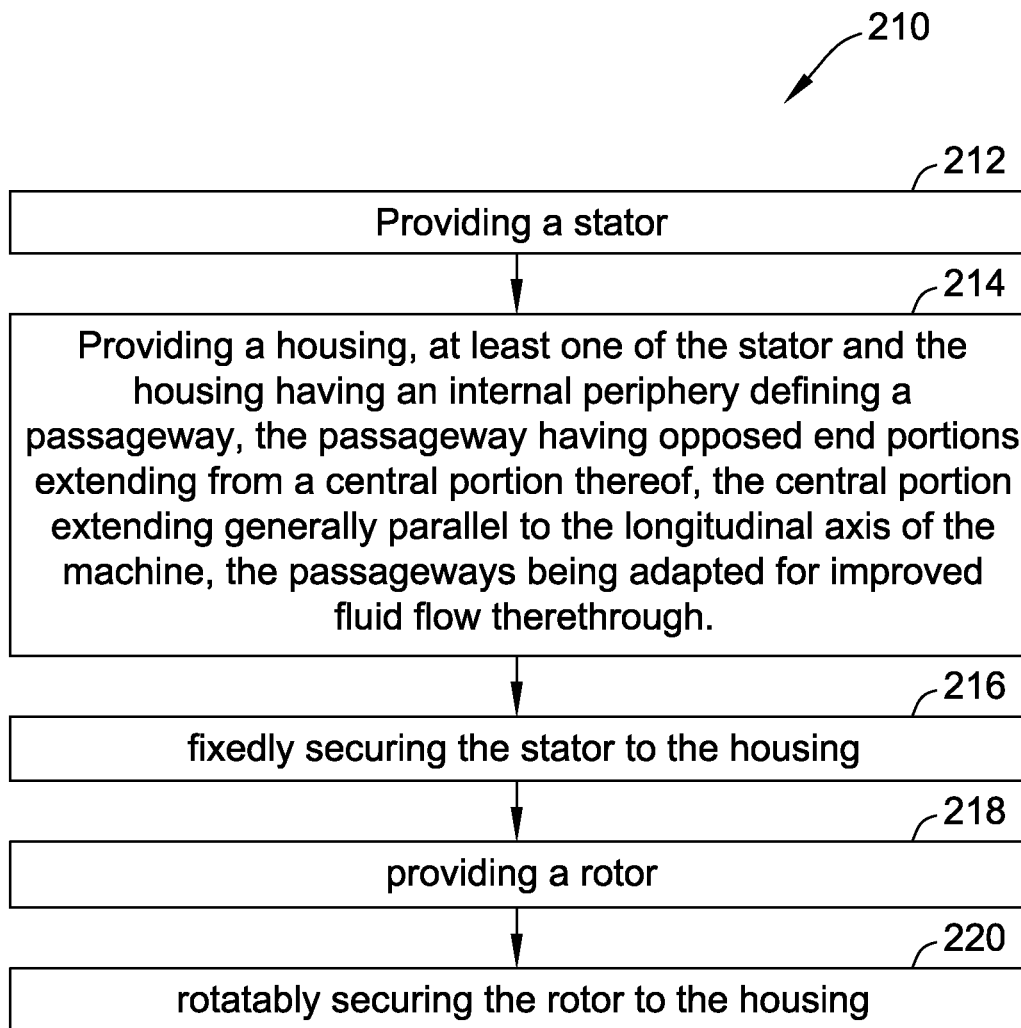 210
212
Providing a stator
214
Providing a housing, at least one of the stator and the
housing having an internal periphery defining a
passageway, the passageway having opposed end portions
extending from a central portion thereof, the central portion
extending generally parallel to the longitudinal axis of the
machine, the passageways being adapted for improved
fluid flow therethrough.
216
fixedly securing the stator to the housing
218
providing a rotor
220
rotatably securing the rotor to the housing